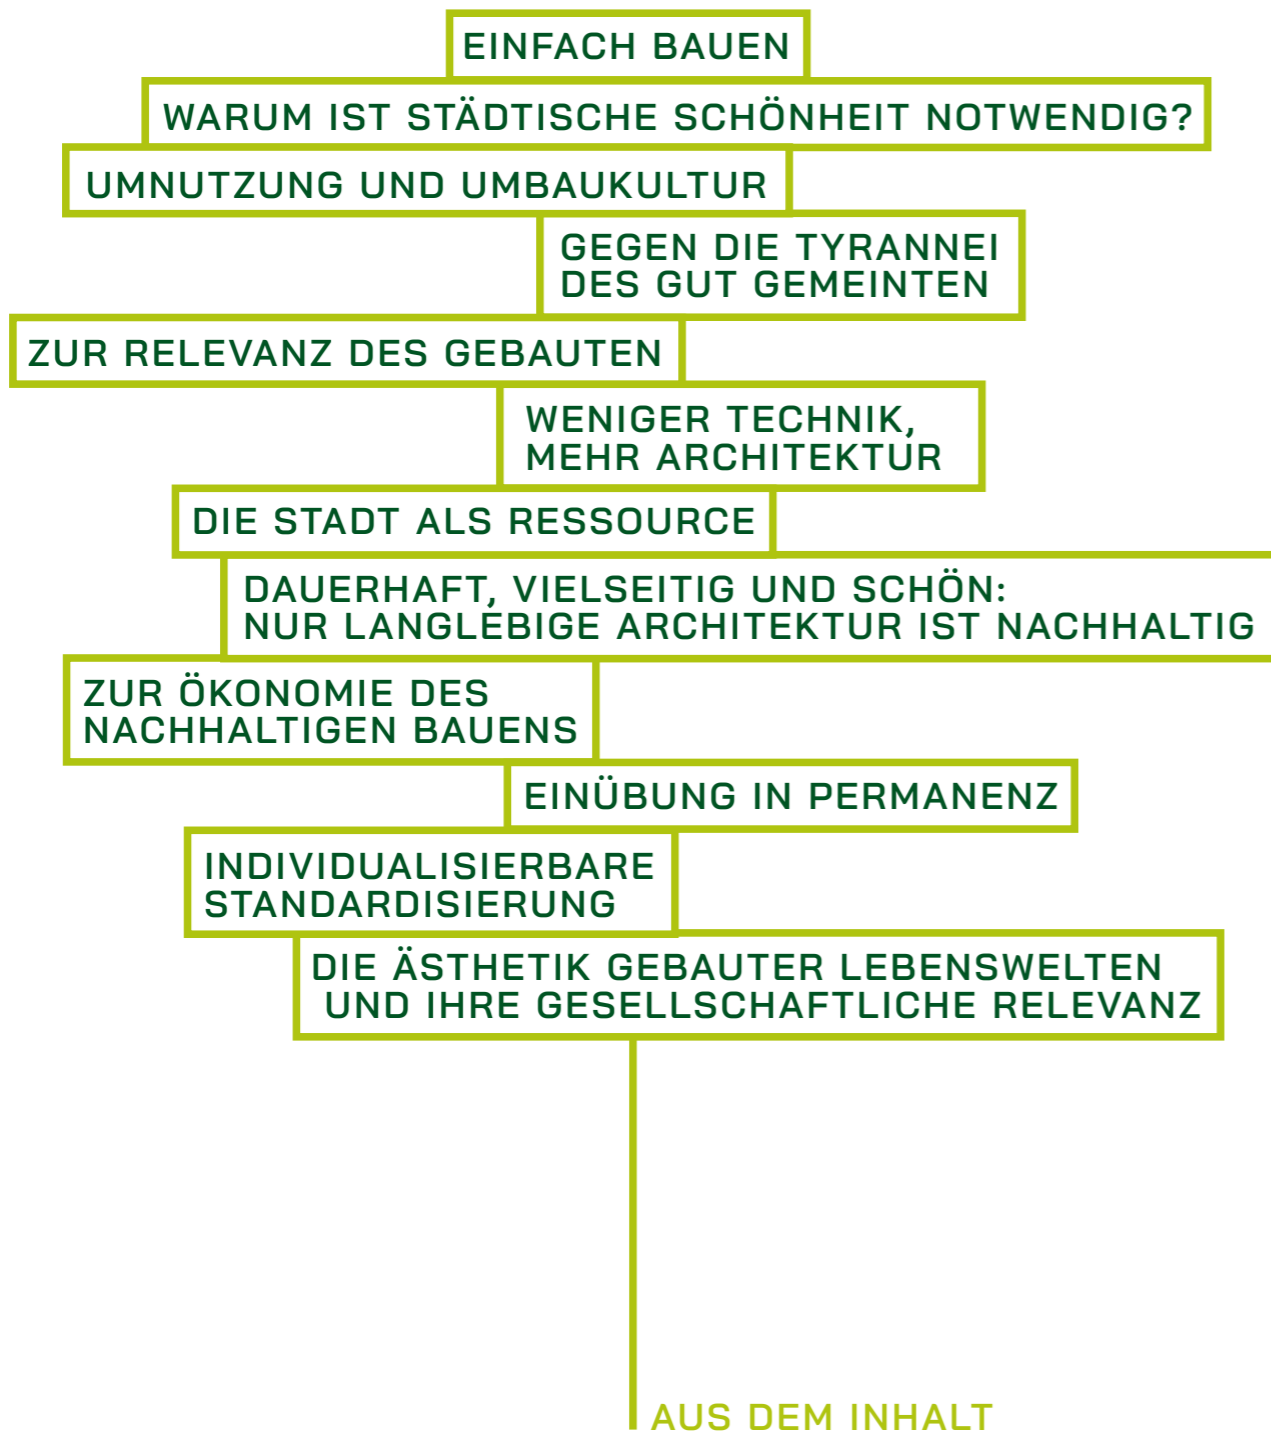 EINFACH BAUEN
WARUM IST STÄDTISCHE SCHÖNHEIT NOTWENDIG?
UMNUTZUNG UND UMBAUKULTUR
GEGEN DIE TYRANNEI
DES GUT GEMEINTEN
ZUR RELEVANZ DES GEBAUTEN
WENIGER TECHNIK,
MEHR ARCHITEKTUR
DIE STADT ALS RESSOURCE
DAUERHAFT, VIELSEITIG UND SCHÖN:
NUR LANGLEBIGE ARCHITEKTUR IST NACHHALTIG
ZUR ÖKONOMIE DES
NACHHALTIGEN BAUENS
EINÜBUNG IN PERMANENZ
INDIVIDUALISIERBARE
STANDARDISIERUNG
DIE ÄSTHETIK GEBAUTER LEBENSWELTEN
UND IHRE GESELLSCHAFTLICHE RELEVANZ
AUS DEM INHALT